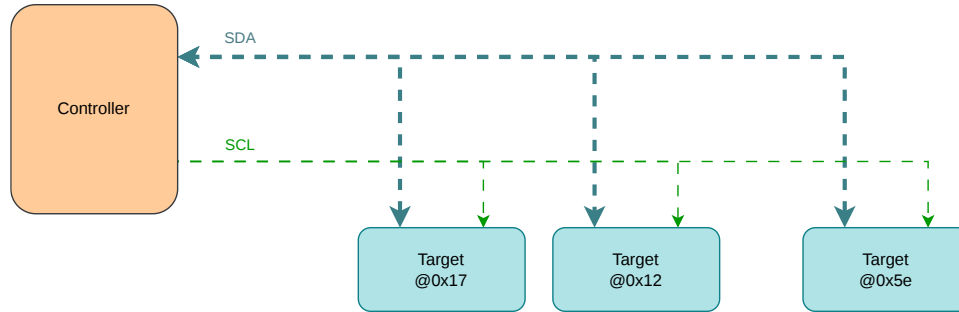 SDA
Controller
SCL
Target
@0x17
Target
@0x12
Target
@0x5e